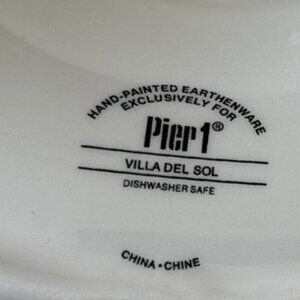 HAND-PAINTED EARTHENWARE
EXCLUSIVELY FOR
Pier 1®
VILLA DEL SOL
DISHWASHER SAFE
CHINA • CHINE